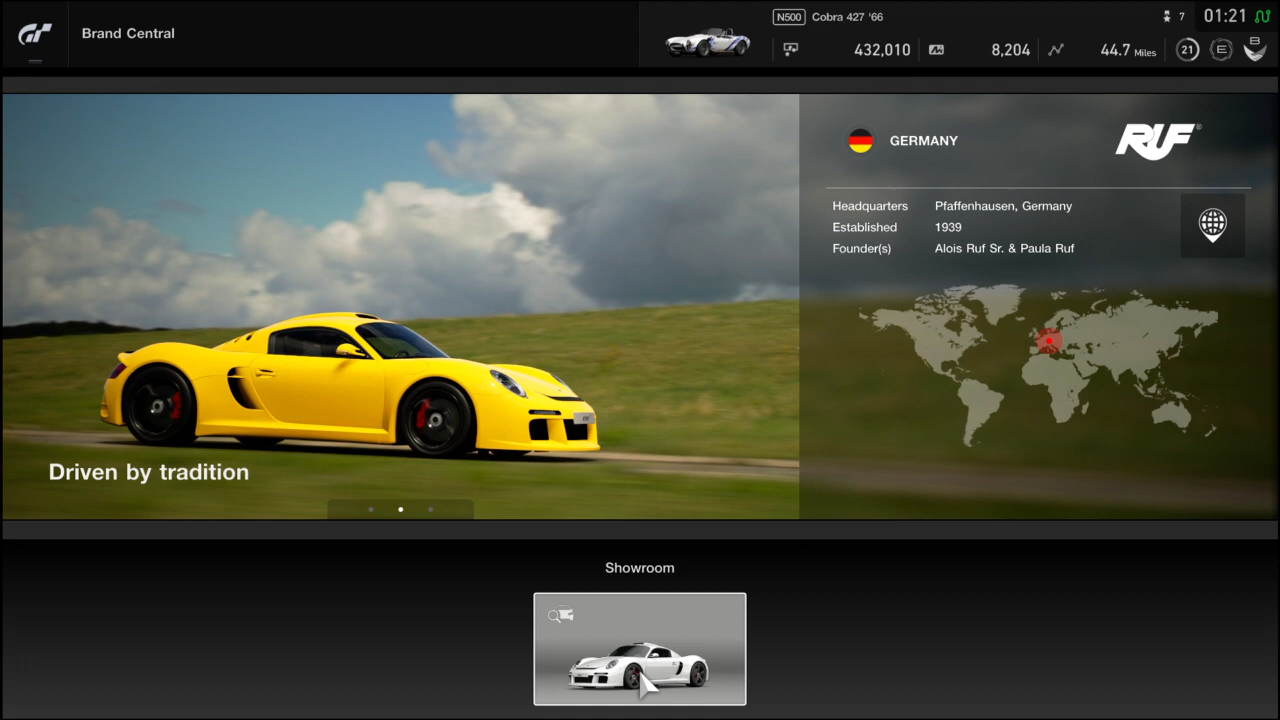 Brand Central
N500 Cobra 427 '66
7
01:21
432,010
8,204
44.7 Miles
21
E
B
GERMANY
RUF
Headquarters Pfaffenhausen, Germany
Established 1939
Founder(s) Alois Ruf Sr. & Paula Ruf
Driven by tradition
Showroom